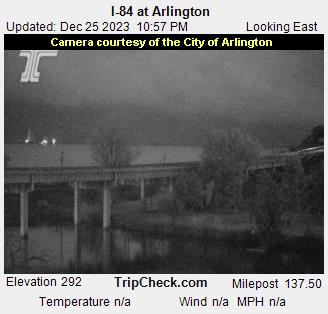 I-84 at Arlington
Updated: Dec 25 2023 10:57 PM Looking East
Camera courtesy of the City of Arlington
Elevation 292 TripCheck.com Milepost 137.50
Temperature n/a Wind n/a MPH n/a